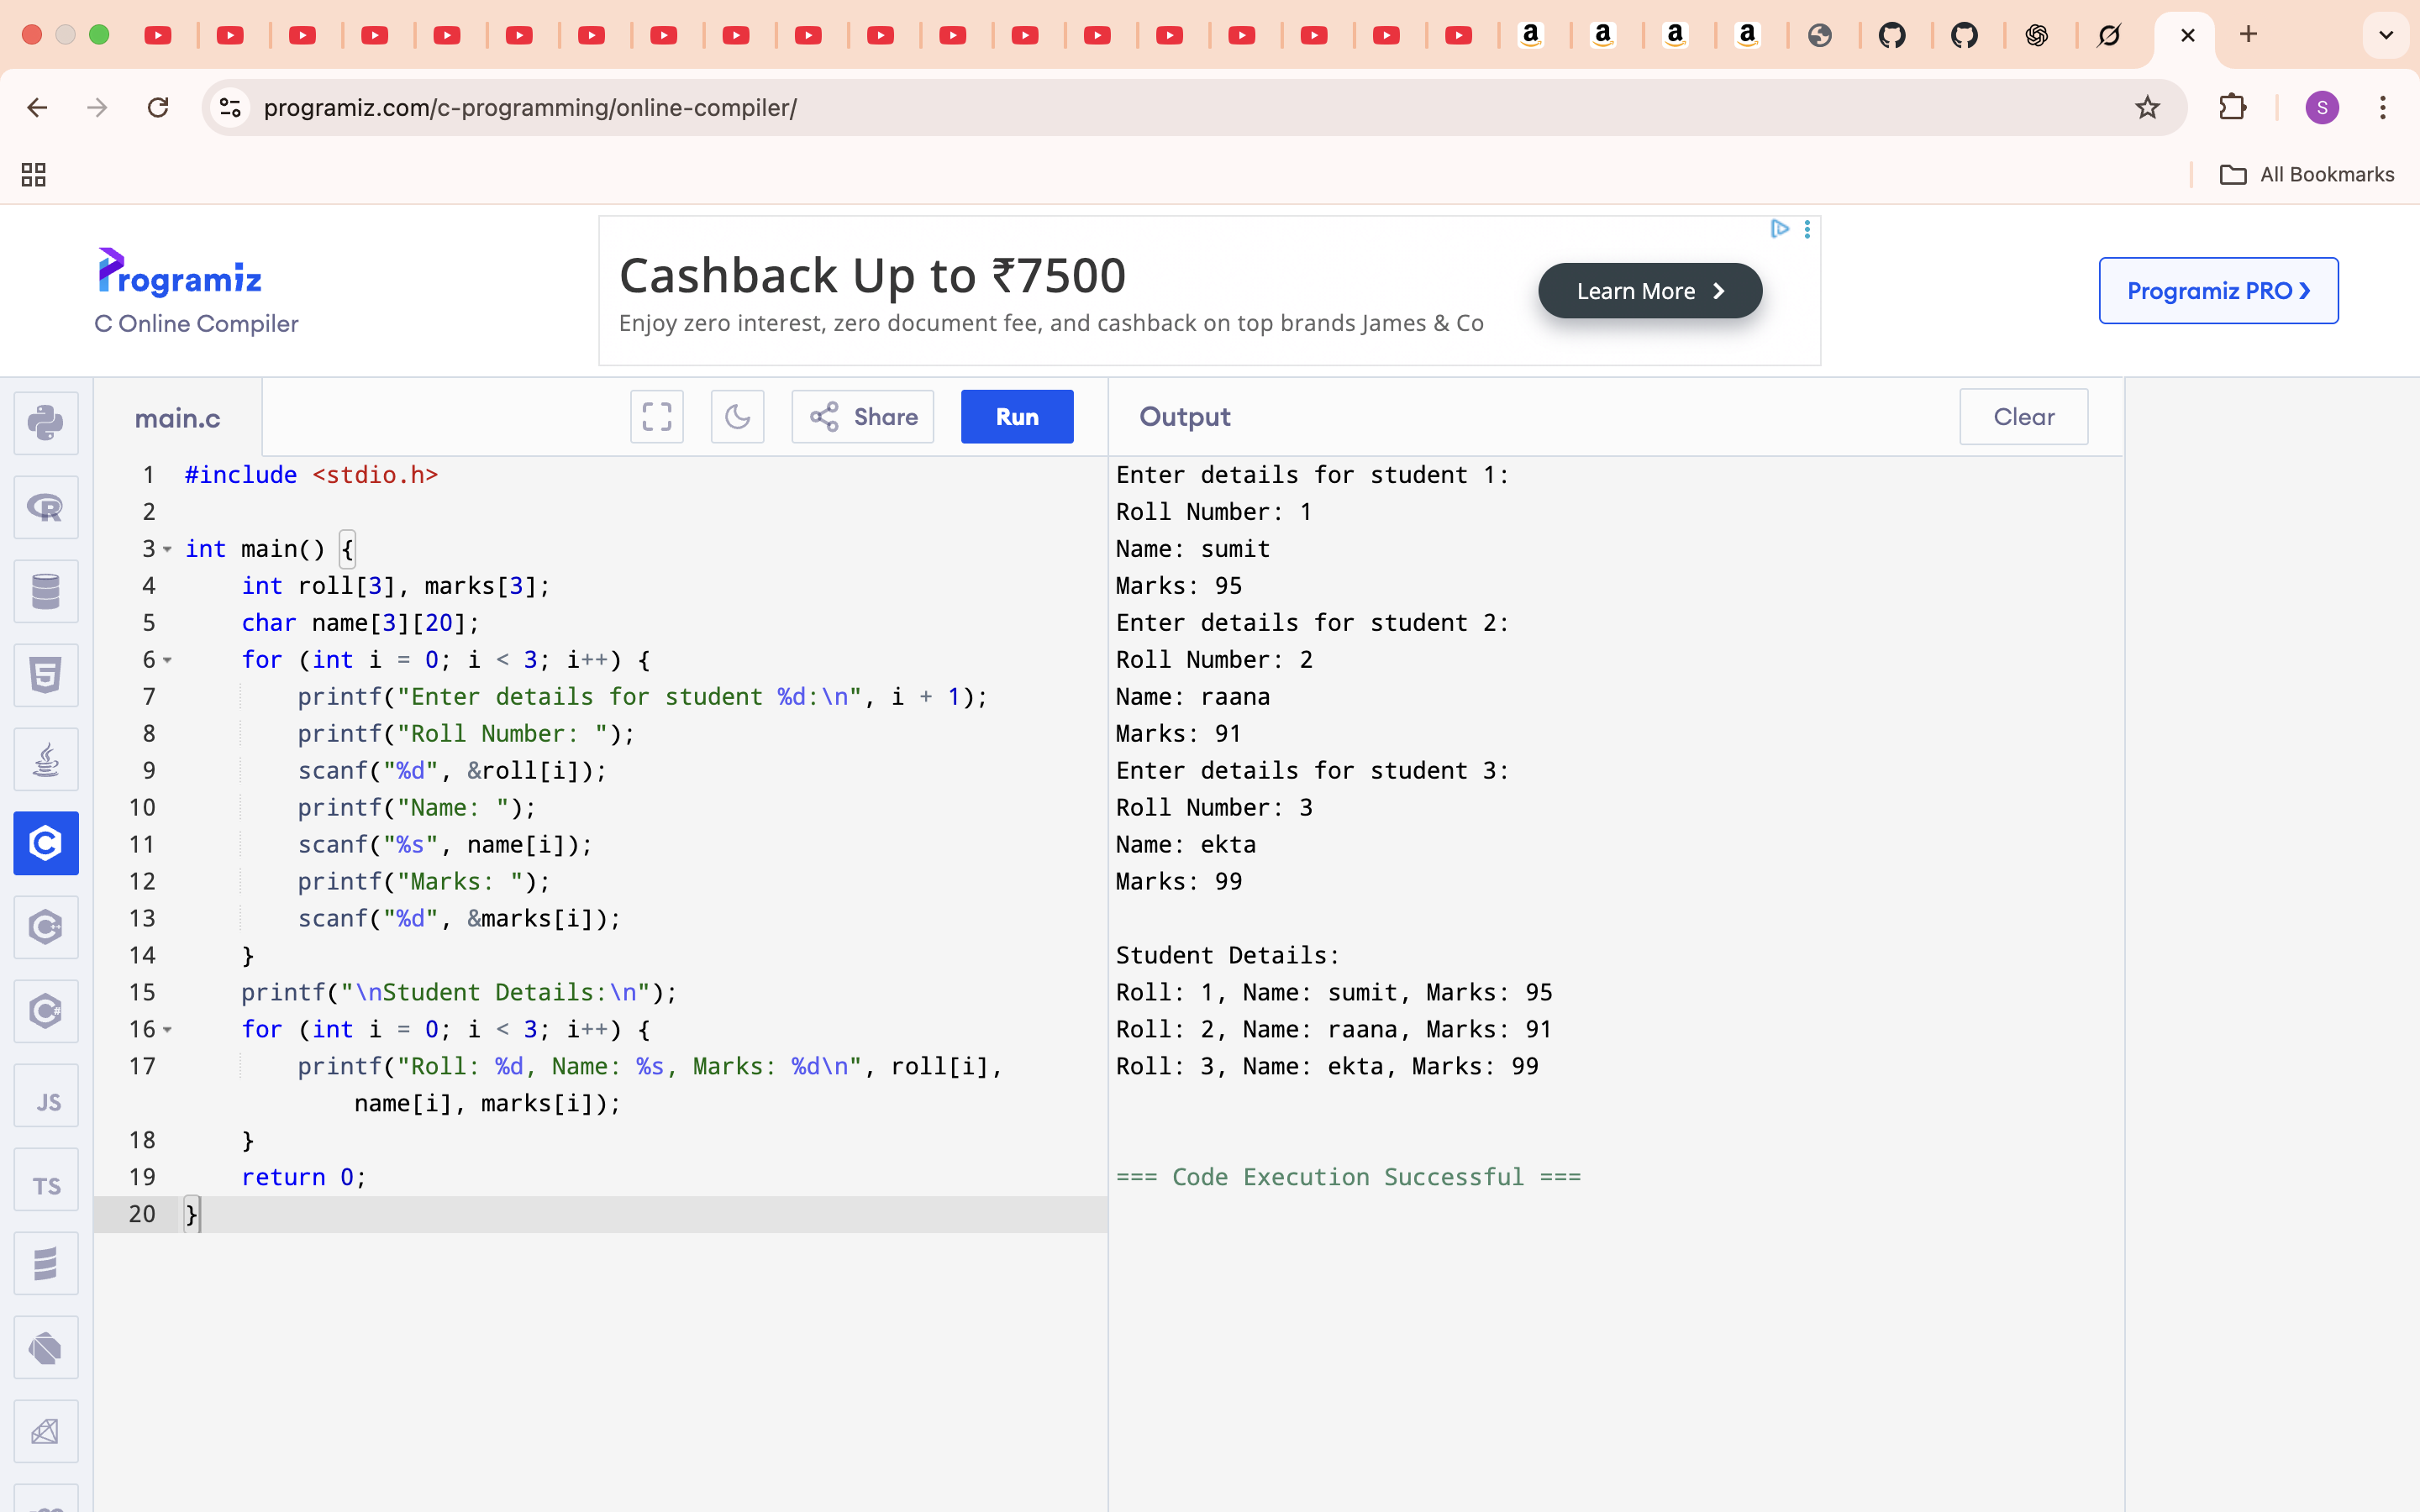 programiz.com/c-programming/online-compiler/
S
All Bookmarks
Programiz
C Online Compiler
Cashback Up to ₹7500
Enjoy zero interest, zero document fee, and cashback on top brands James & Co
Learn More
Programiz PRO
main.c
Share
Run
Output
Clear
1 #include <stdio.h>
2
3 int main() {
4     int roll[3], marks[3];
5     char name[3][20];
6     for (int i = 0; i < 3; i++) {
7         printf("Enter details for student %d:\n", i + 1);
8         printf("Roll Number: ");
9         scanf("%d", &roll[i]);
10         printf("Name: ");
11         scanf("%s", name[i]);
12         printf("Marks: ");
13         scanf("%d", &marks[i]);
14     }
15     printf("\nStudent Details:\n");
16     for (int i = 0; i < 3; i++) {
17         printf("Roll: %d, Name: %s, Marks: %d\n", roll[i],
            name[i], marks[i]);
18     }
19     return 0;
20 }
Enter details for student 1:
Roll Number: 1
Name: sumit
Marks: 95
Enter details for student 2:
Roll Number: 2
Name: raana
Marks: 91
Enter details for student 3:
Roll Number: 3
Name: ekta
Marks: 99
Student Details:
Roll: 1, Name: sumit, Marks: 95
Roll: 2, Name: raana, Marks: 91
Roll: 3, Name: ekta, Marks: 99
=== Code Execution Successful ===
JS
TS